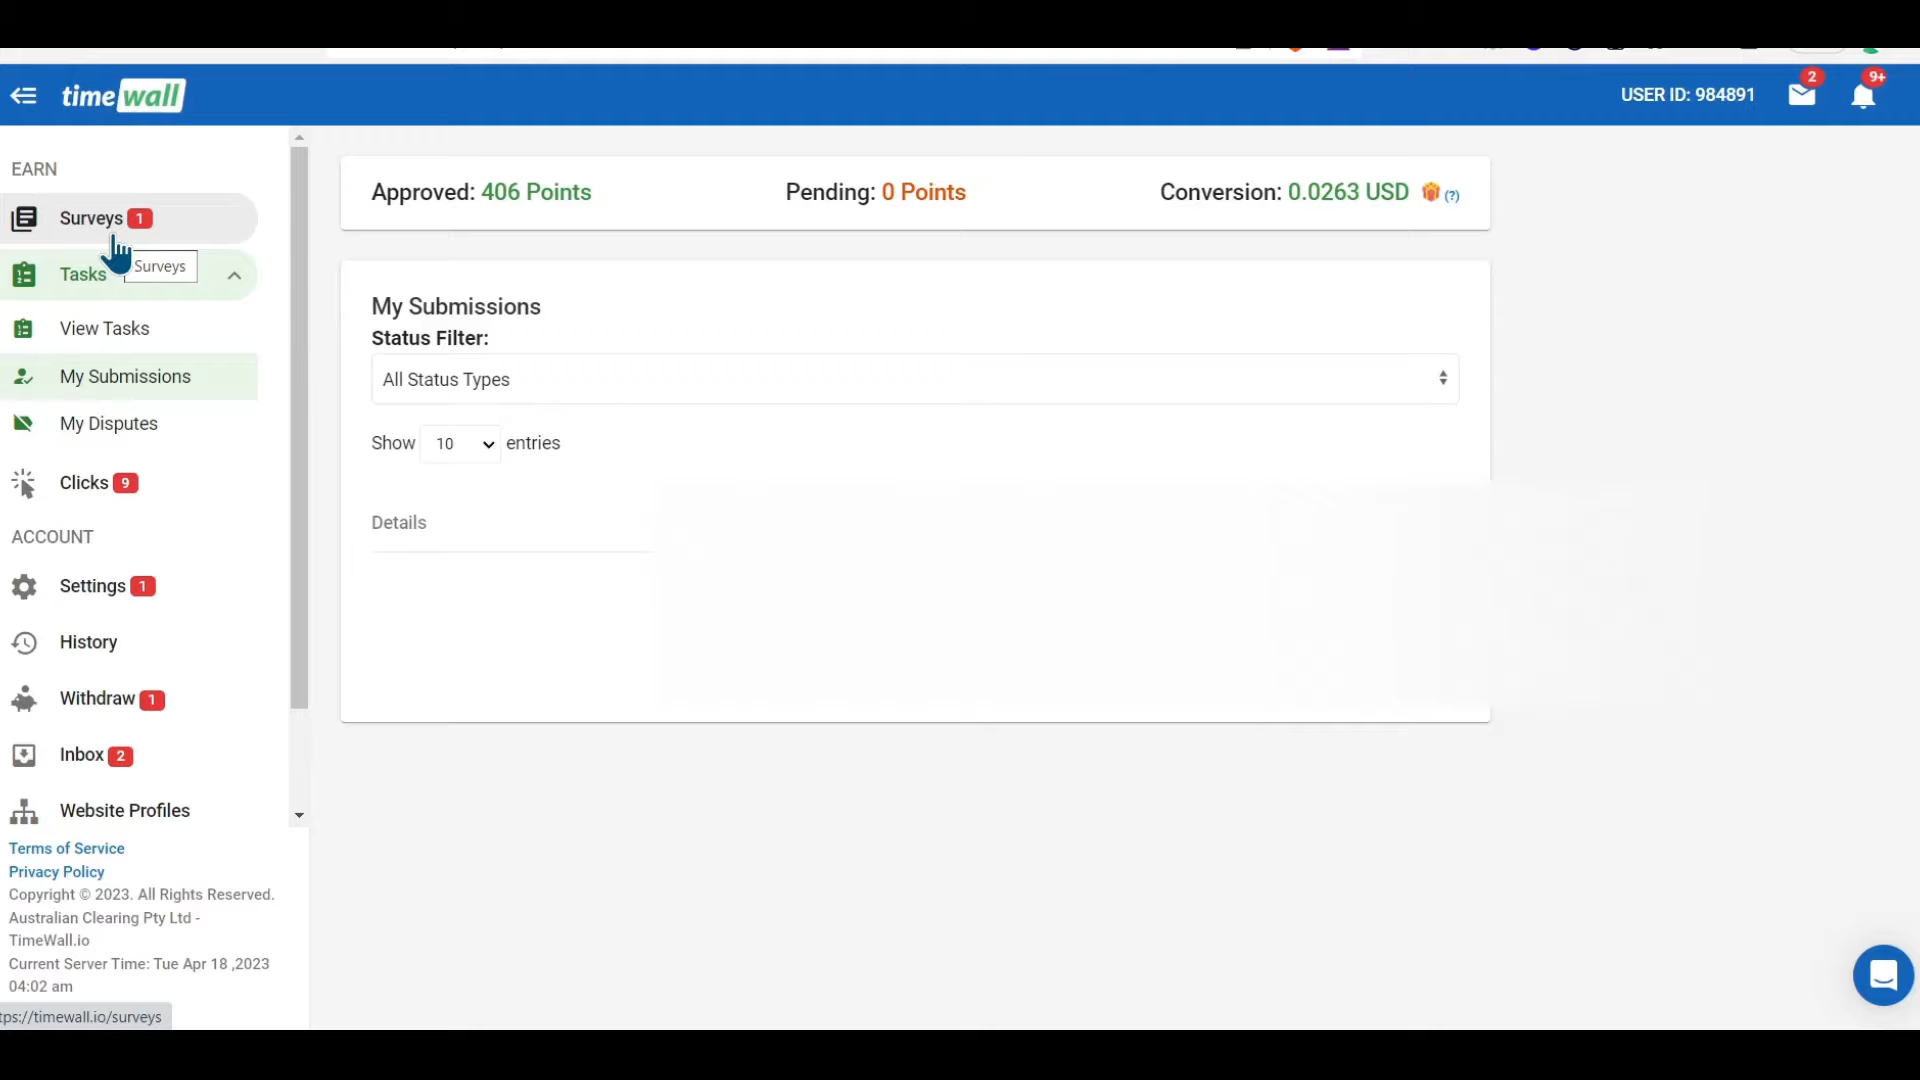 timewall
USER ID: 984891
2
9+
EARN
Surveys 1
Surveys
Tasks
View Tasks
My Submissions
My Disputes
Clicks 9
ACCOUNT
Settings 1
History
Withdraw 1
Inbox 2
Website Profiles
Terms of Service
Privacy Policy
Copyright © 2023. All Rights Reserved.
Australian Clearing Pty Ltd -
TimeWall.io
Current Server Time: Tue Apr 18 ,2023
04:02 am
tps://timewall.io/surveys
Approved: 406 Points
Pending: 0 Points
Conversion: 0.0263 USD (?)
My Submissions
Status Filter:
All Status Types
Show 10 entries
Details